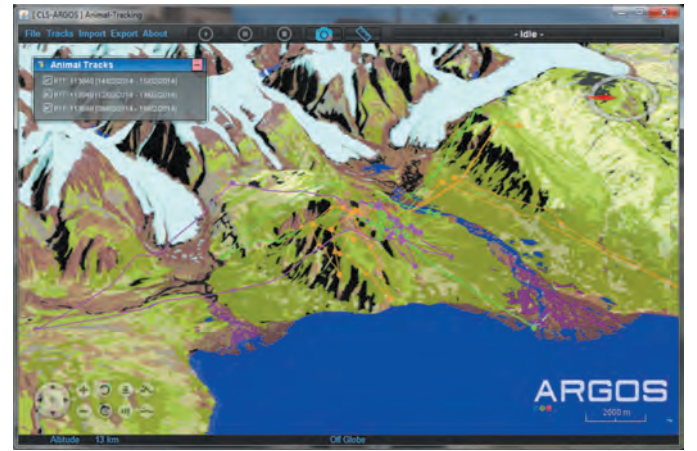 [ CLS-ARGOS ] Animal-Tracking
File Tracks Import Export About
- Idle -
Animal Tracks
ARGOS
2000 m
Altitude 13 km
Off Globe